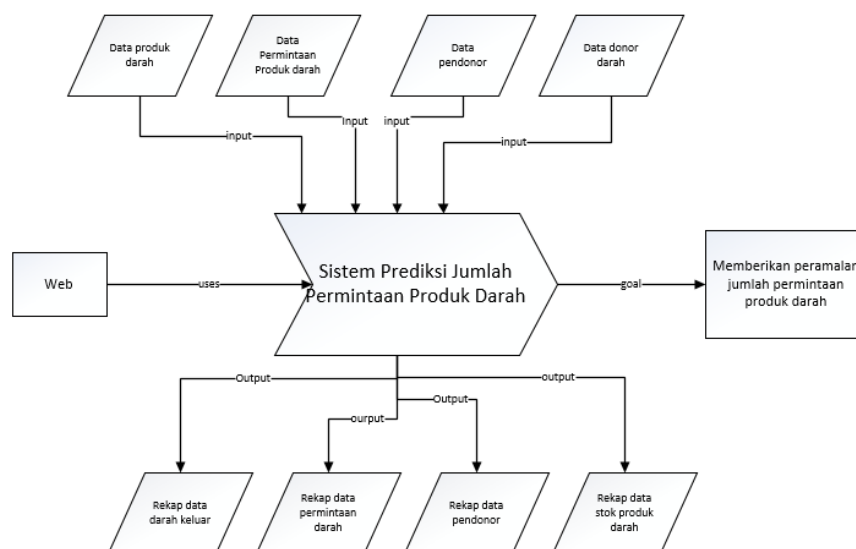 Data produk
darah
Data
Permintaan
Produk darah
Data
pendonor
Data donor
darah
input
Input
input
input
Web
uses
Sistem Prediksi Jumlah
Permintaan Produk Darah
goal
Memberikan peramalan
jumlah permintaan
produk darah
Output
ourput
Output
output
Rekap data
darah keluar
Rekap data
permintaan
darah
Rekap data
pendonor
Rekap data
stok produk
darah